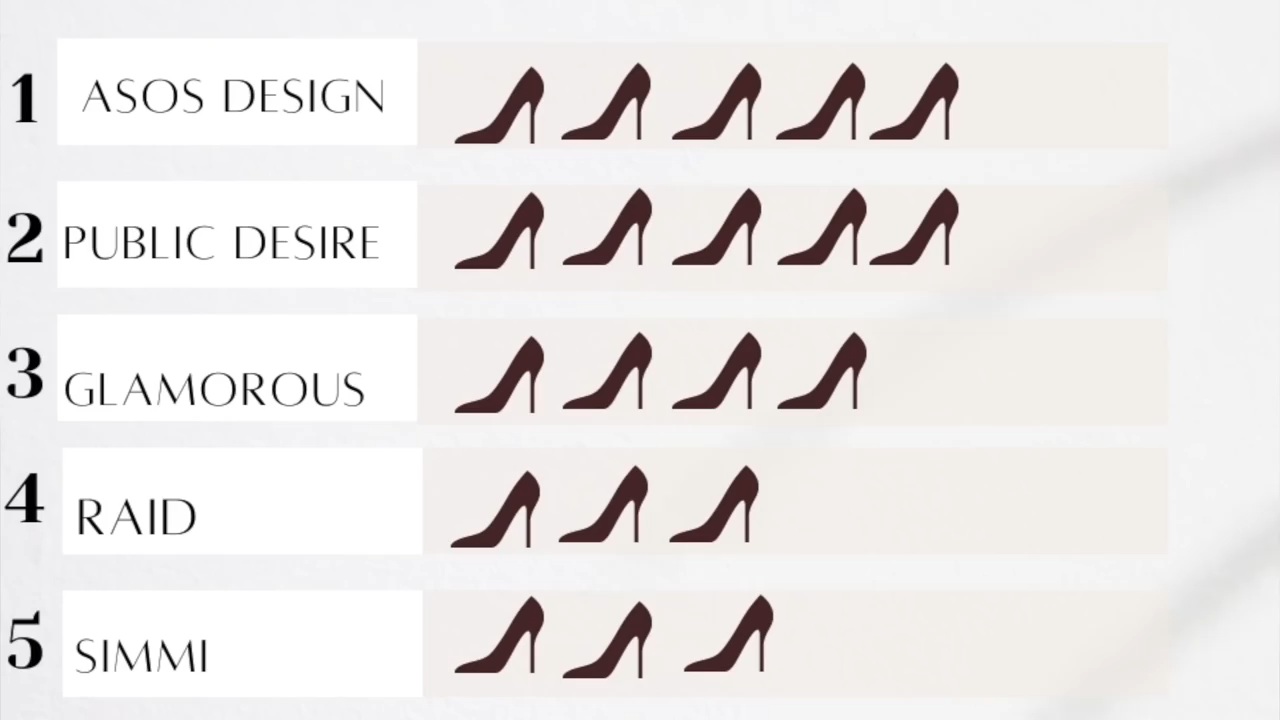 1 ASOS DESIGN
2 PUBLIC DESIRE
3 GLAMOROUS
4 RAID
5 SIMMI